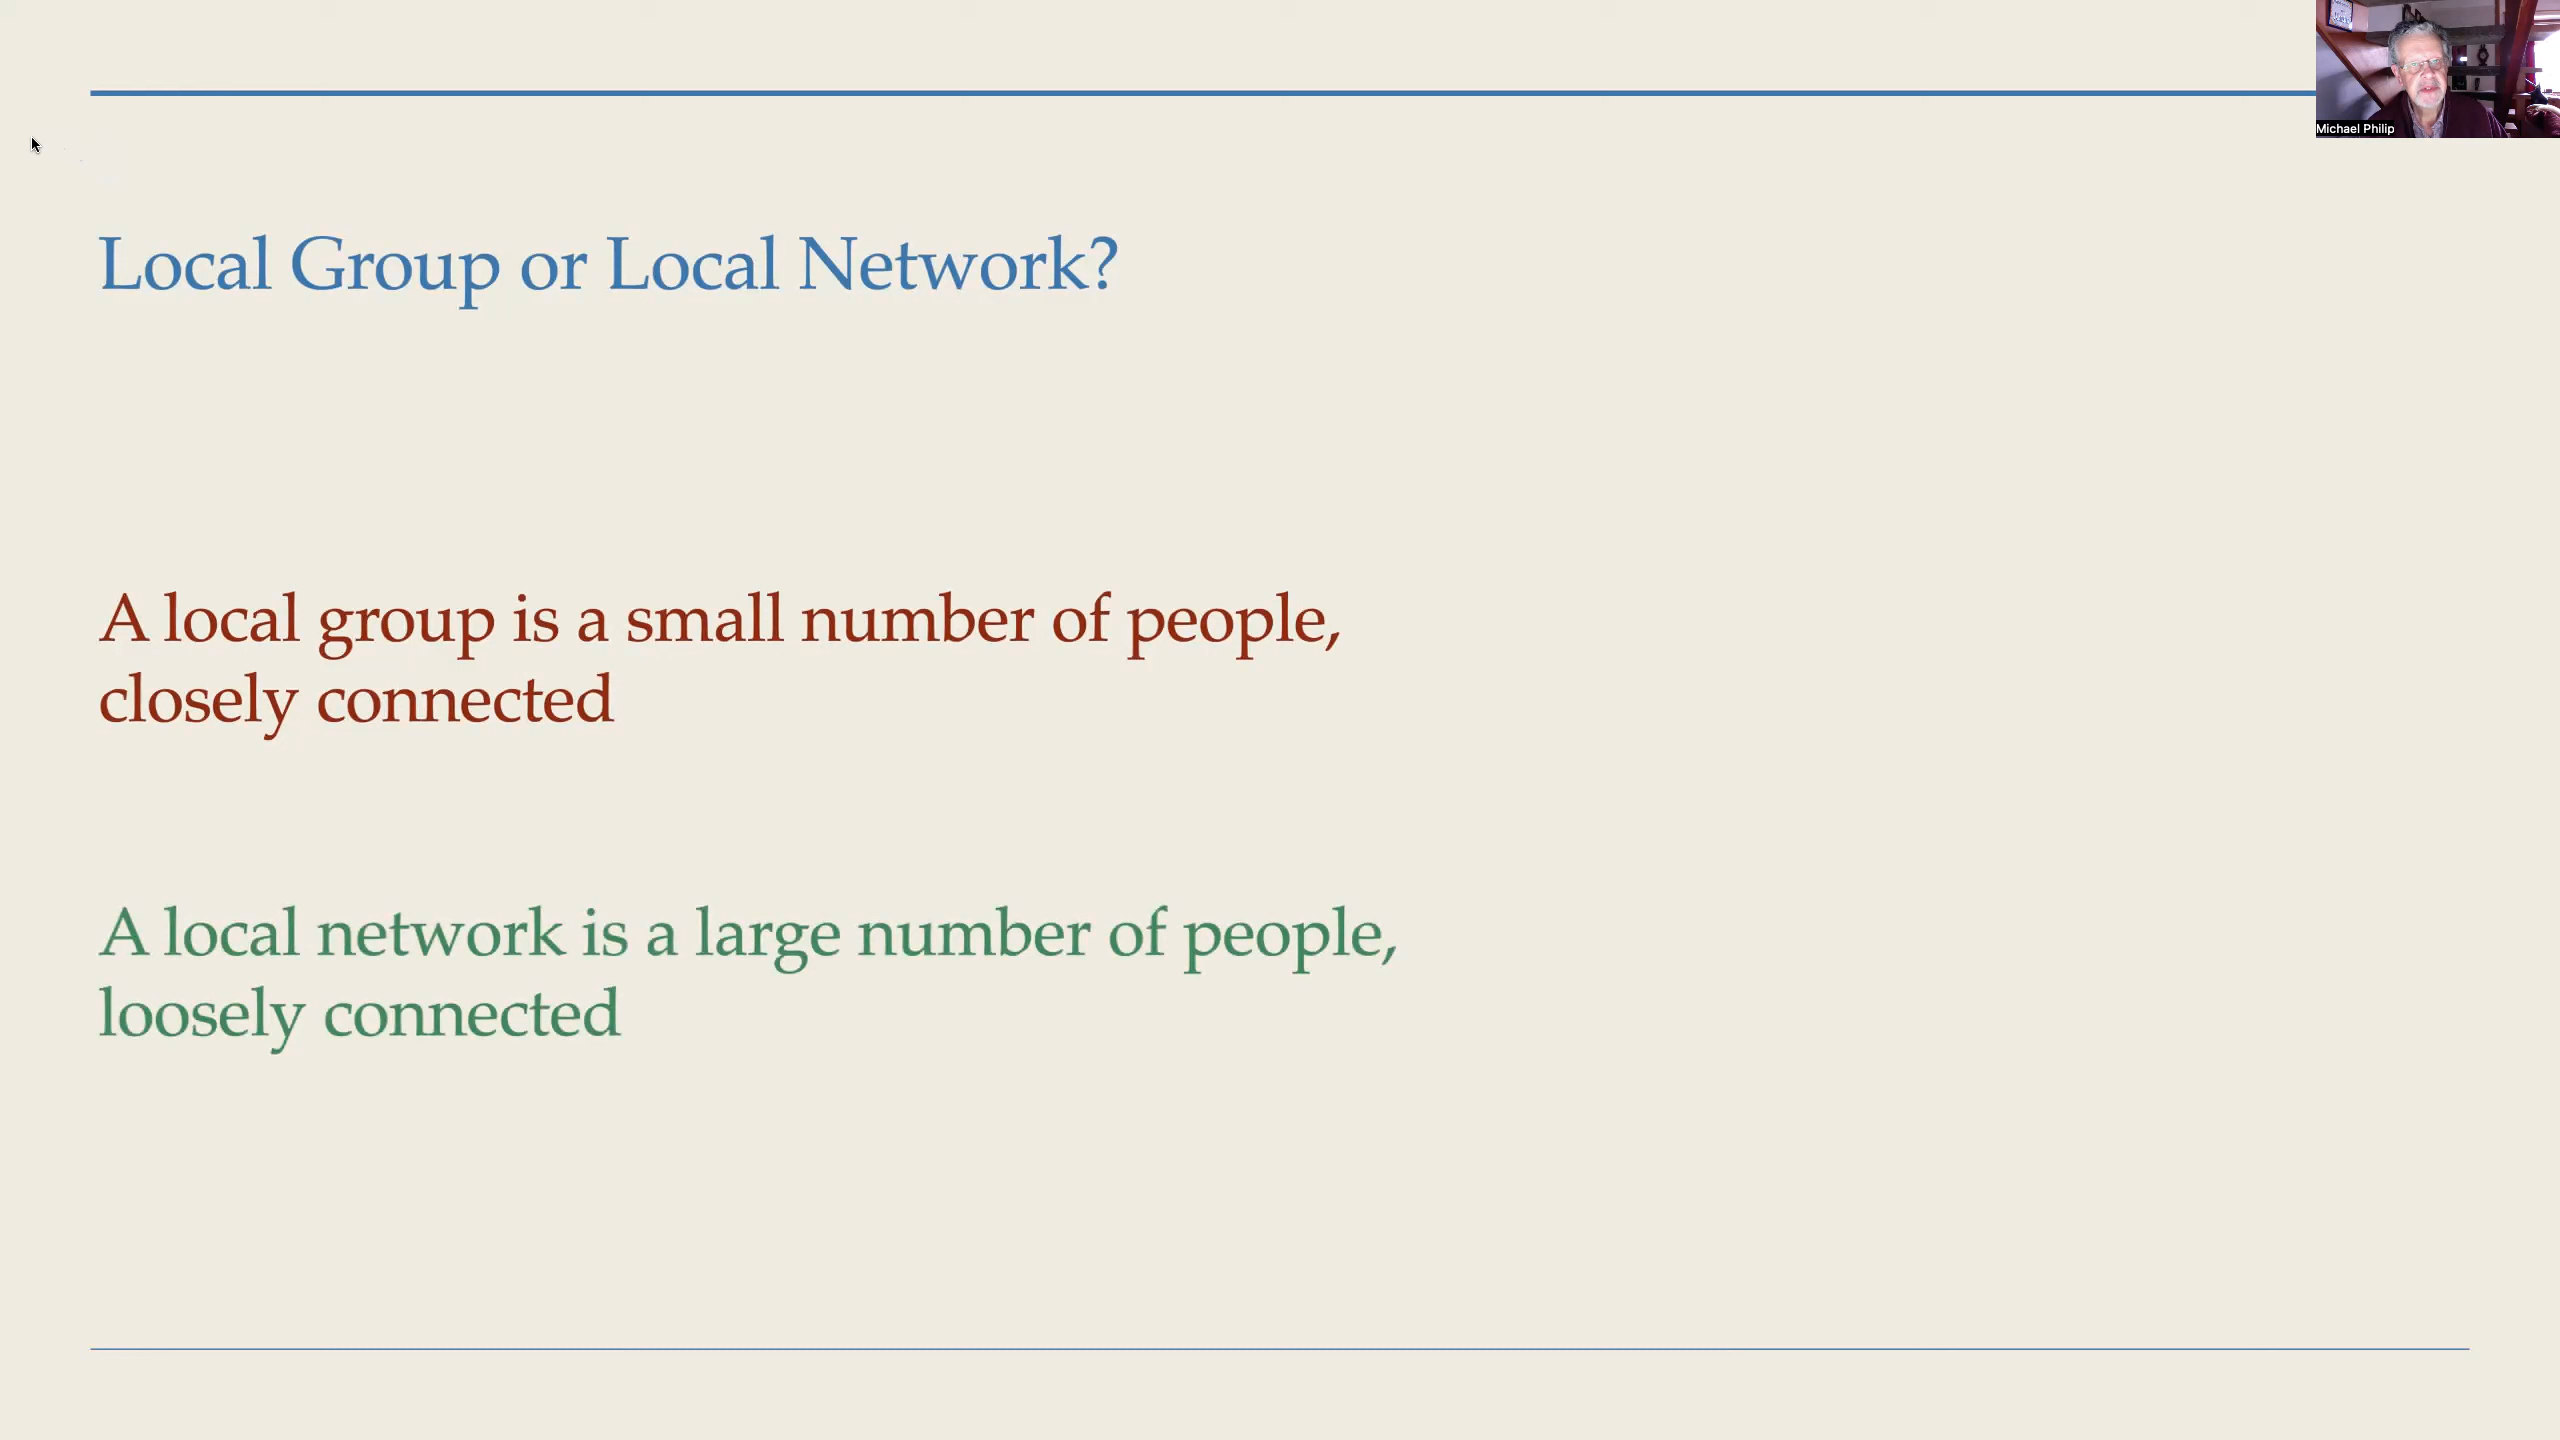 Michael Philip
Local Group or Local Network?
A local group is a small number of people,
closely connected
A local network is a large number of people,
loosely connected